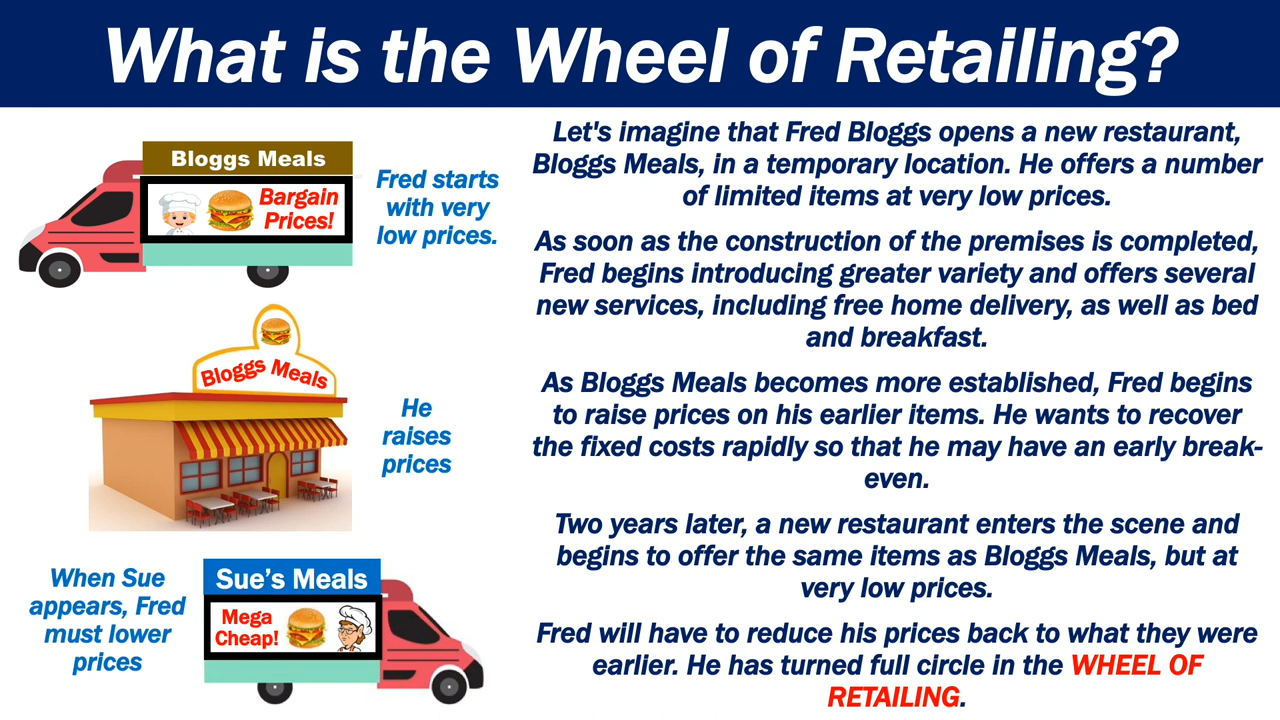 What is the Wheel of Retailing?
Bloggs Meals
Bargain
Prices!
Fred starts
with very
low prices.
Bloggs Meals
He
raises
prices
When Sue
appears, Fred
must lower
prices
Sue's Meals
Mega
Cheap!
Let's imagine that Fred Bloggs opens a new restaurant,
Bloggs Meals, in a temporary location. He offers a number
of limited items at very low prices.
As soon as the construction of the premises is completed,
Fred begins introducing greater variety and offers several
new services, including free home delivery, as well as bed
and breakfast.
As Bloggs Meals becomes more established, Fred begins
to raise prices on his earlier items. He wants to recover
the fixed costs rapidly so that he may have an early break-
even.
Two years later, a new restaurant enters the scene and
begins to offer the same items as Bloggs Meals, but at
very low prices.
Fred will have to reduce his prices back to what they were
earlier. He has turned full circle in the WHEEL OF
RETAILING.